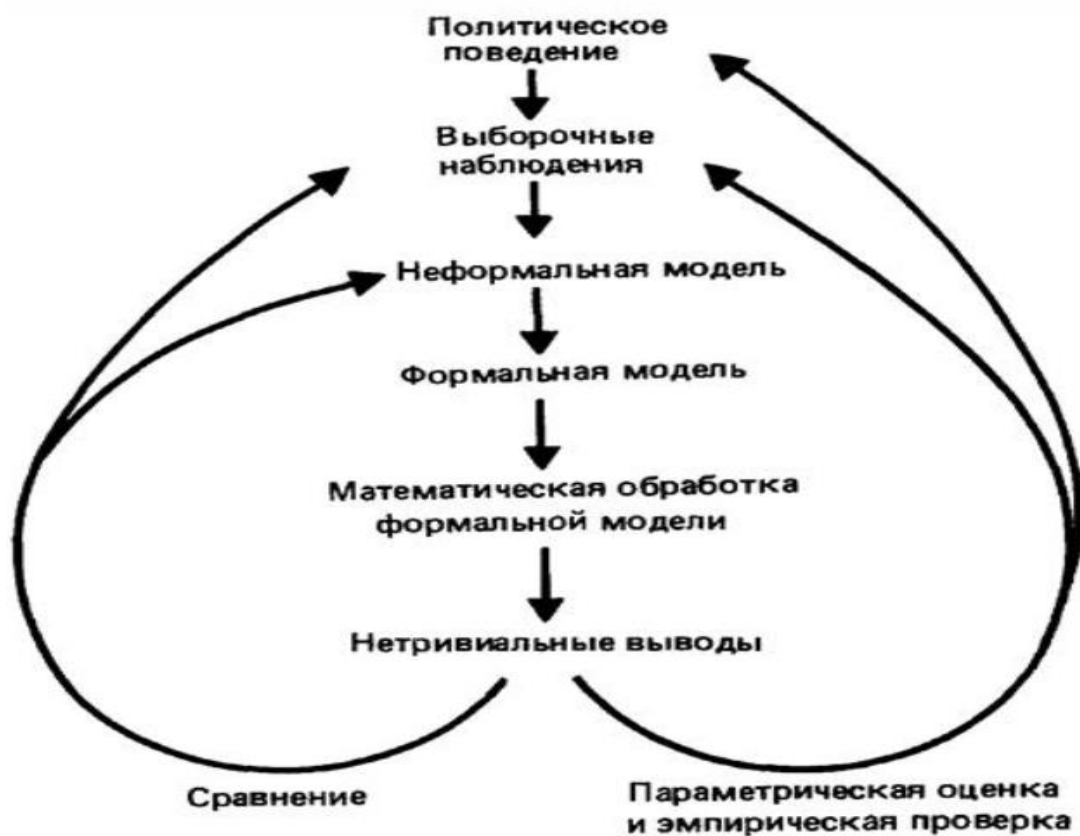 Политическое
поведение
Выборочные
наблюдения
Неформальная модель
Формальная модель
Математическая обработка
формальной модели
Нетривиальные выводы
Сравнение
Параметрическая оценка
и эмпирическая проверка